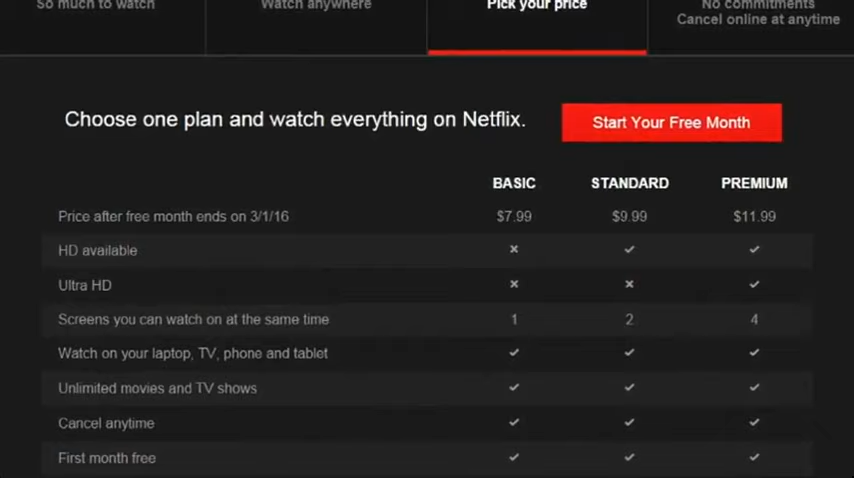 So much to watch
Watch anywhere
Pick your price
No commitments
Cancel online at anytime
Choose one plan and watch everything on Netflix.
Start Your Free Month
BASIC STANDARD PREMIUM
Price after free month ends on 3/1/16 $7.99 $9.99 $11.99
HD available × ✓ ✓
Ultra HD × × ✓
Screens you can watch on at the same time 1 2 4
Watch on your laptop, TV, phone and tablet ✓ ✓ ✓
Unlimited movies and TV shows ✓ ✓ ✓
Cancel anytime ✓ ✓ ✓
First month free ✓ ✓ ✓